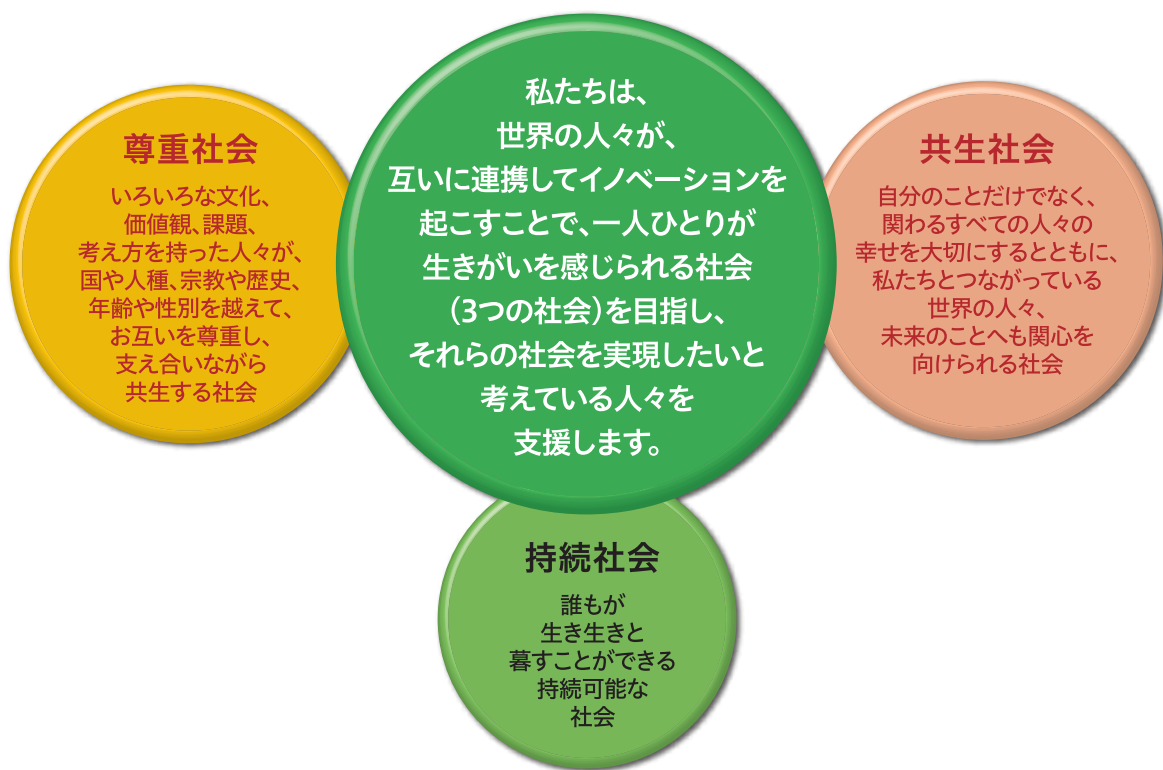 私たちは、
世界の人々が、
互いに連携してイノベーションを
起こすことで、一人ひとりが
生きがいを感じられる社会
（3つの社会）を目指し、
それらの社会を実現したいと
考えている人々を
支援します。
尊重社会
いろいろな文化、
価値観、課題、
考え方を持った人々が、
国や人種、宗教や歴史、
年齢や性別を越えて、
お互いを尊重し、
支え合いながら
共生する社会
共生社会
自分のことだけでなく、
関わるすべての人々の
幸せを大切にするとともに、
私たちとつながっている
世界の人々、
未来のことへも関心を
向けられる社会
持続社会
誰もが
生き生きと
暮すことができる
持続可能な
社会